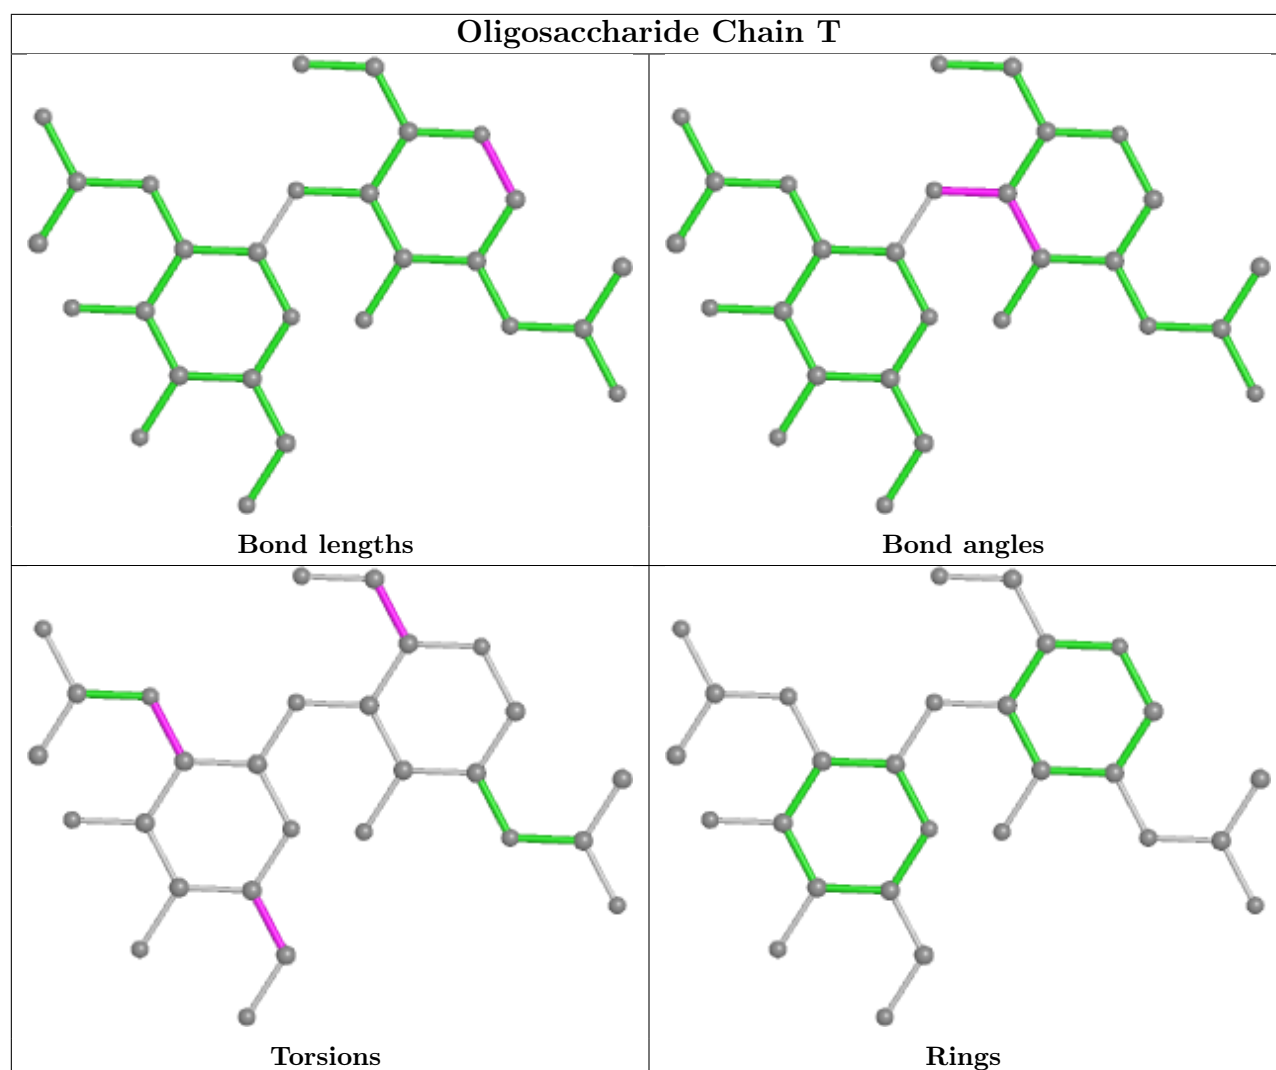 Oligosaccharide Chain T
Bond lengths
Bond angles
Torsions
Rings